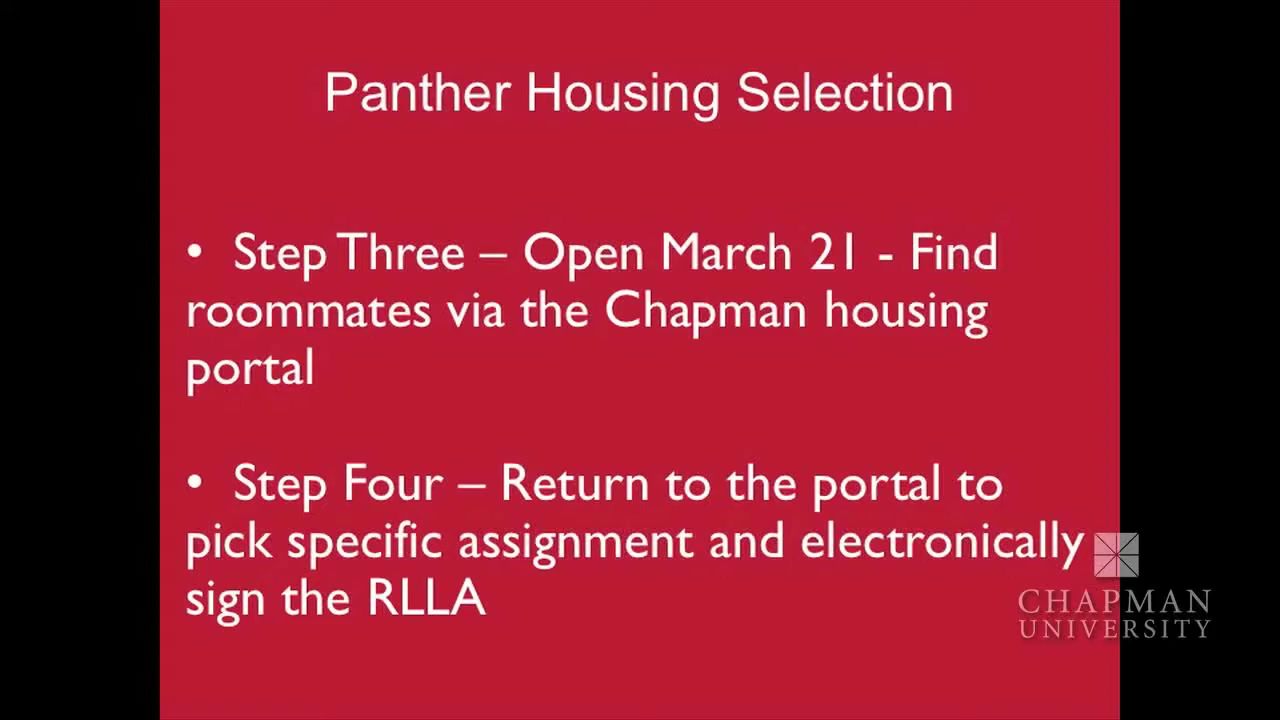 Panther Housing Selection
• Step Three – Open March 21 - Find
roommates via the Chapman housing
portal
• Step Four – Return to the portal to
pick specific assignment and electronically
sign the RLLA
CHAPMAN
UNIVERSITY